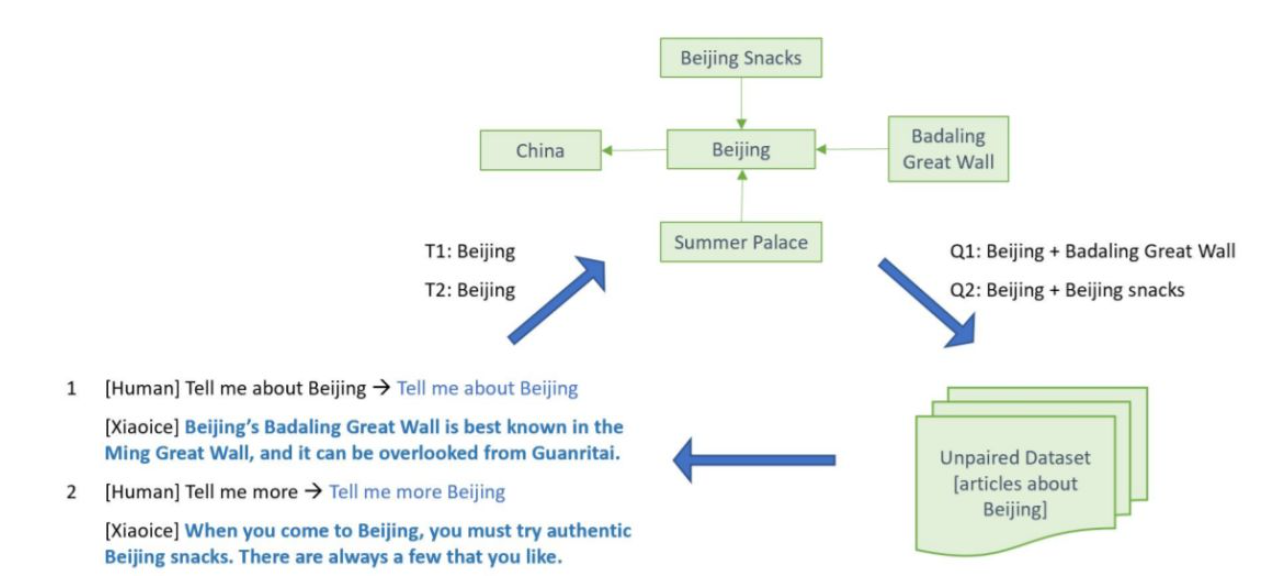 Beijing Snacks
China
Beijing
Badaling
Great Wall
Summer Palace
T1: Beijing
T2: Beijing
Q1: Beijing + Badaling Great Wall
Q2: Beijing + Beijing snacks
1 [Human] Tell me about Beijing → Tell me about Beijing
[Xiaoice] Beijing's Badaling Great Wall is best known in the
Ming Great Wall, and it can be overlooked from Guanritai.
2 [Human] Tell me more → Tell me more Beijing
[Xiaoice] When you come to Beijing, you must try authentic
Beijing snacks. There are always a few that you like.
Unpaired Dataset
[articles about
Beijing]